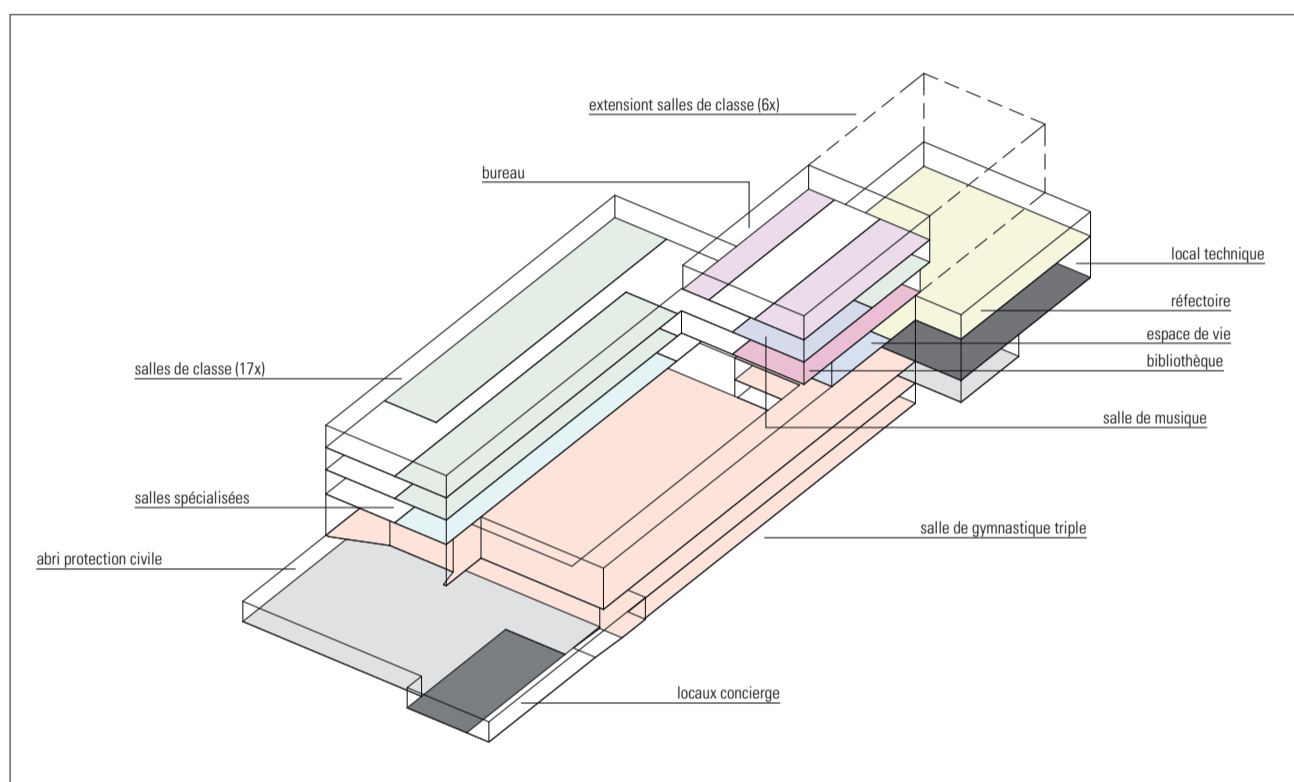 extensiont salles de classe (6x)
bureau
local technique
réfectoire
espace de vie
bibliothèque
salles de classe (17x)
salle de musique
salles spécialisées
salle de gymnastique triple
abri protection civile
locaux concierge